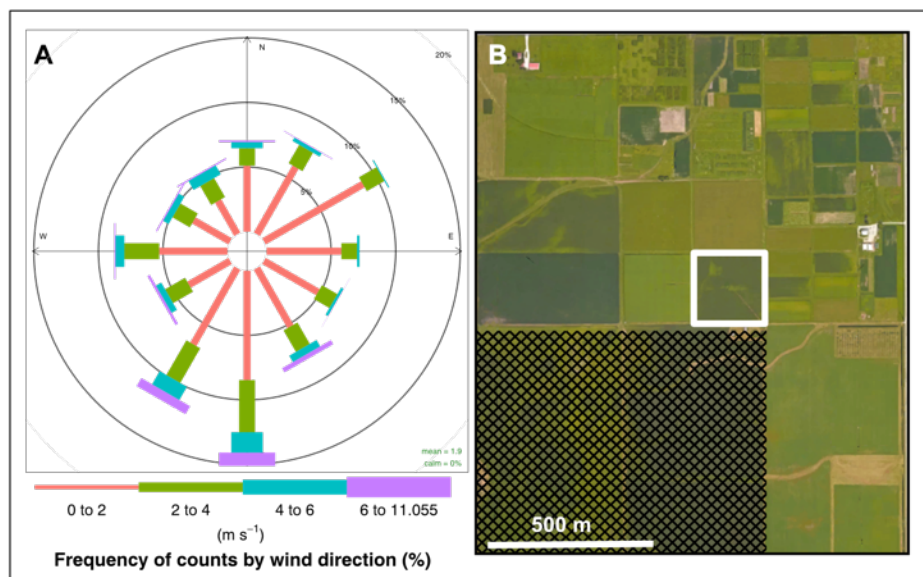 A
N
20%
15%
10%
5%
W
E
mean = 1.9
calm = 0%
0 to 2
2 to 4
4 to 6
6 to 11.055
(m s⁻¹)
Frequency of counts by wind direction (%)
B
500 m